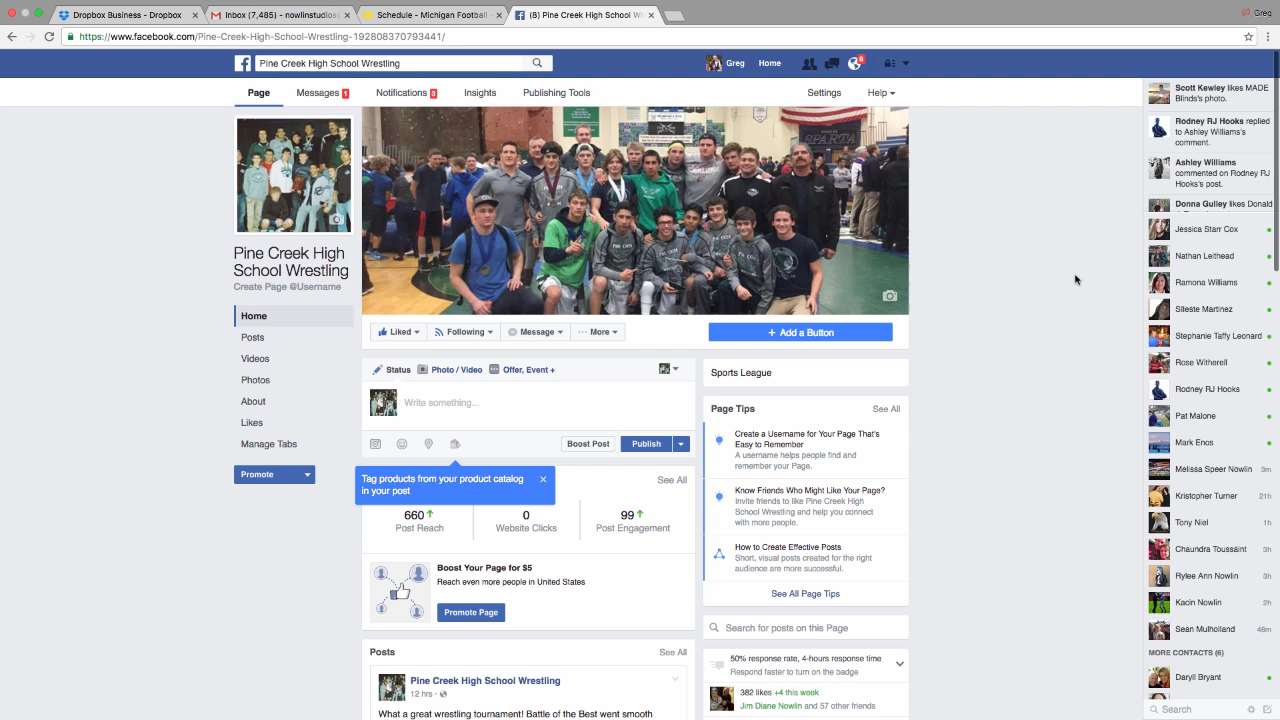 Dropbox Business - Dropbox
Inbox (7,485) - nowlinstudios
Schedule - Michigan Football -
(8) Pine Creek High School Wr
Greg
https://www.facebook.com/Pine-Creek-High-School-Wrestling-192808370793441/
Pine Creek High School Wrestling
Greg
Home
8
Page
Messages 1
Notifications 8
Insights
Publishing Tools
Settings
Help
SPARTA
Pine Creek High
School Wrestling
Create Page @Username
Home
Posts
Videos
Photos
About
Likes
Manage Tabs
Promote
Liked
Following
Message
More
+ Add a Button
Status
Photo / Video
Offer, Event +
Write something...
Boost Post
Publish
Tag products from your product catalog
in your post
See All
660
Post Reach
0
Website Clicks
99
Post Engagement
Boost Your Page for $5
Reach even more people in United States
Promote Page
Posts
See All
Pine Creek High School Wrestling
12 hrs ·
What a great wrestling tournament! Battle of the Best went smooth
Sports League
Page Tips
See All
Create a Username for Your Page That's
Easy to Remember
A username helps people find and
remember your Page.
Know Friends Who Might Like Your Page?
Invite friends to like Pine Creek High
School Wrestling and help you connect
with more people.
How to Create Effective Posts
Short, visual posts created for the right
audience are more successful.
See All Page Tips
Search for posts on this Page
50% response rate, 4-hours response time
Respond faster to turn on the badge
382 likes +4 this week
Jim Diane Nowlin and 57 other friends
Scott Kewley likes MADE
Blinds's photo.
Rodney RJ Hooks replied
to Ashley Williams's
comment.
Ashley Williams
commented on Rodney RJ
Hooks's post.
Donna Gulley likes Donald
Jessica Starr Cox
Nathan Leithead
Ramona Williams
Slleste Martinez
Stephanie Taffy Leonard
Rose Witherell
Rodney RJ Hooks
Pat Malone
Mark Enos
Melissa Speer Nowlin 3m
Kristopher Turner 21h
Tony Niel 1h
Chaundra Toussaint 3h
Rylee Ann Nowlin 3h
Kacin Nowlin 2h
Sean Mulholland 48m
MORE CONTACTS (6)
Daryll Bryant
Search